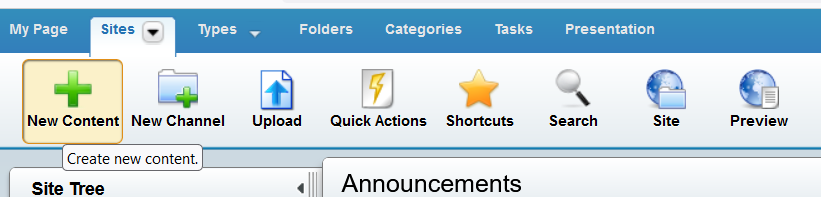 My Page Sites Types Folders Categories Tasks Presentation
New Content New Channel Upload Quick Actions Shortcuts Search Site Preview
Create new content.
Site Tree
Announcements